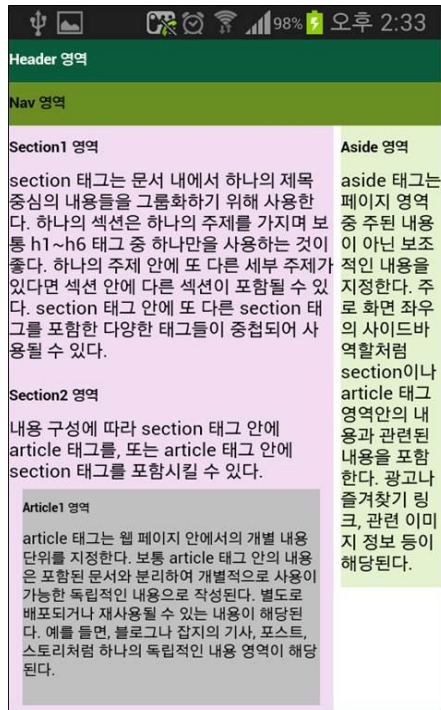 98% 오후 2:33
Header 영역
Nav 영역
Section1 영역
section 태그는 문서 내에서 하나의 제목
중심의 내용들을 그룹화하기 위해 사용한
다. 하나의 섹션은 하나의 주제를 가지며 보
통 h1~h6 태그 중 하나만을 사용하는 것이
좋다. 하나의 주제 안에 또 다른 세부 주제가
있다면 섹션 안에 다른 섹션이 포함될 수 있
다. section 태그 안에 또 다른 section 태
그를 포함한 다양한 태그들이 중첩되어 사
용될 수 있다.
Section2 영역
내용 구성에 따라 section 태그 안에
article 태그를, 또는 article 태그 안에
section 태그를 포함시킬 수 있다.
Article1 영역
article 태그는 웹 페이지 안에서의 개별 내용
단위를 지정한다. 보통 article 태그 안의 내용
은 포함된 문서와 분리하여 개별적으로 사용이
가능한 독립적인 내용으로 작성된다. 별도로
배포되거나 재사용될 수 있는 내용이 해당된
다. 예를 들면, 블로그나 잡지의 기사, 포스트,
스토리처럼 하나의 독립적인 내용 영역이 해당
된다.
Aside 영역
aside 태그는
페이지 영역
중 주된 내용
이 아닌 보조
적인 내용을
지정한다. 주
로 화면 좌우
의 사이드바
역할처럼
section이나
article 태그
영역안의 내
용과 관련된
내용을 포함
한다. 광고나
즐겨찾기 링
크, 관련 이미
지 정보 등이
해당된다.